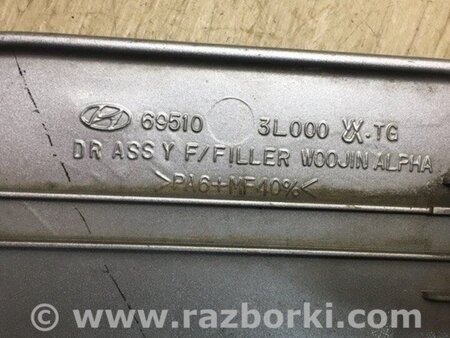 69510 3L000 XX-TG
DR ASS Y F/FILLER WOOJIN ALPHA
>PA6+MF40%<
© www.razborki.com